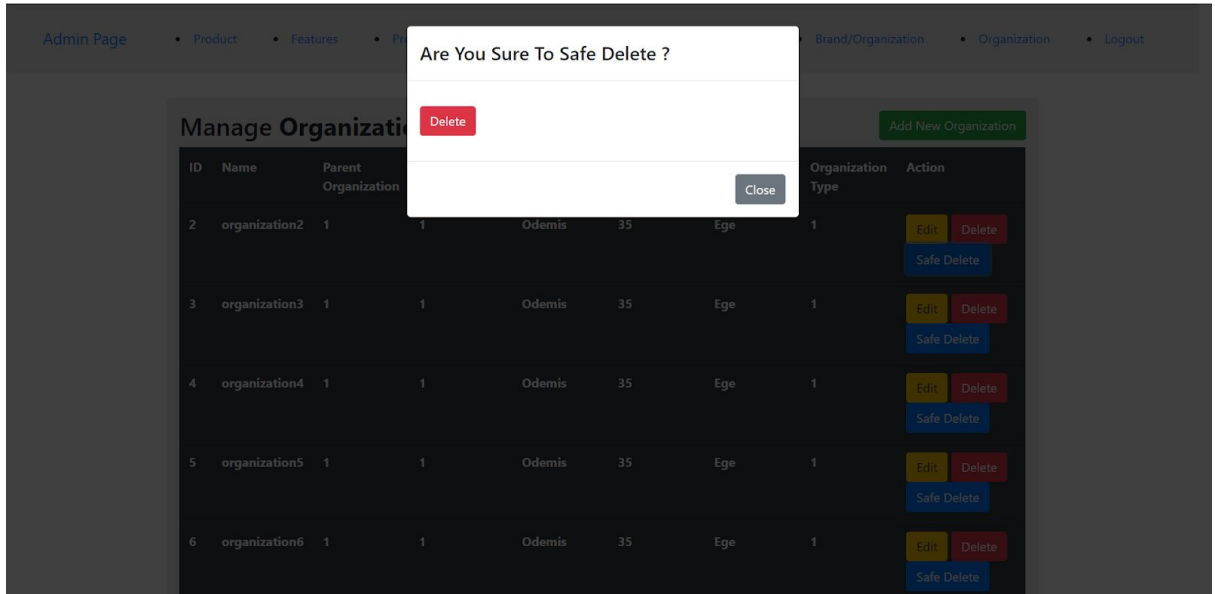 Admin Page
Product
Features
Pr
Brand/Organization
Organization
Logout
Are You Sure To Safe Delete ?
Delete
Close
Manage Organizati
Add New Organization
ID Name Parent Organization Organization Type Action
2 organization2 1 1 Odemis 35 Ege 1 Edit Delete
Safe Delete
3 organization3 1 1 Odemis 35 Ege 1 Edit Delete
Safe Delete
4 organization4 1 1 Odemis 35 Ege 1 Edit Delete
Safe Delete
5 organization5 1 1 Odemis 35 Ege 1 Edit Delete
Safe Delete
6 organization6 1 1 Odemis 35 Ege 1 Edit Delete
Safe Delete